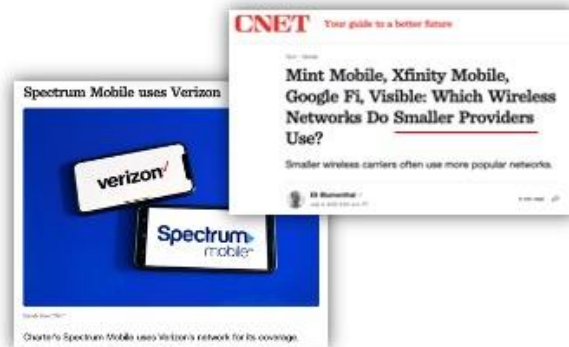 CNET Your guide to a better future
Mint Mobile, Xfinity Mobile,
Google Fi, Visible: Which Wireless
Networks Do Smaller Providers
Use?
Smaller wireless carriers often use more popular networks.
Eli Blumenthal
Spectrum Mobile uses Verizon
verizon
Spectrum
mobile
Charter's Spectrum Mobile uses Verizon's network for its coverage.